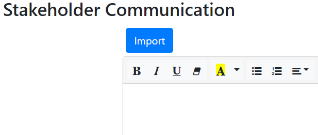 Stakeholder Communication
Import
B I U A